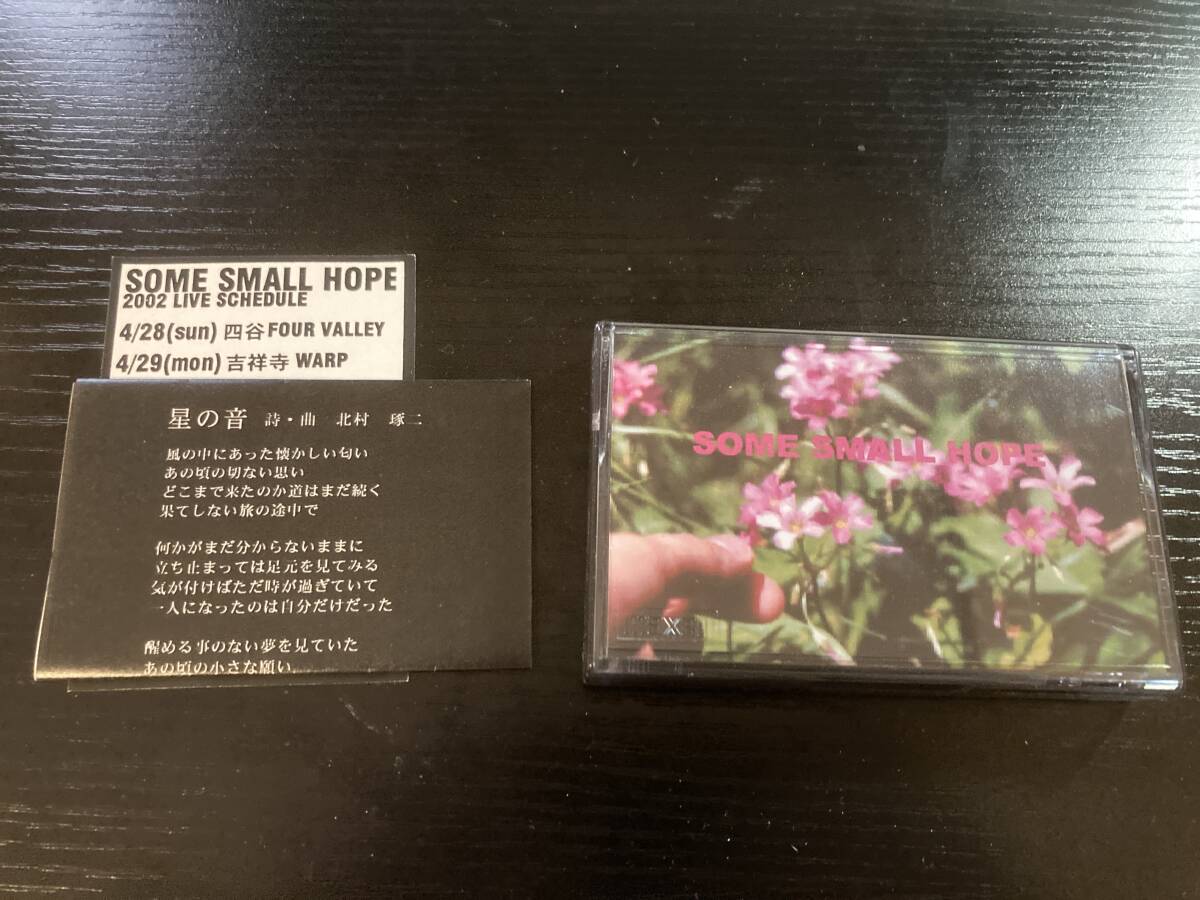 SOME SMALL HOPE
2002 LIVE SCHEDULE
4/28(sun) 四谷 FOUR VALLEY
4/29(mon) 吉祥寺 WARP
星の音 詩・曲 北村 琢二
風の中にあった懐かしい匂い
あの頃の切ない思い
どこまで来たのか道はまだ続く
果てしない旅の途中で
何かがまだ分からないままに
立ち止まっては足元を見てみる
気が付けばただ時が過ぎていて
一人になったのは自分だけだった
醒める事のない夢を見ていた
あの頃の小さな願い
SOME SMALL HOPE